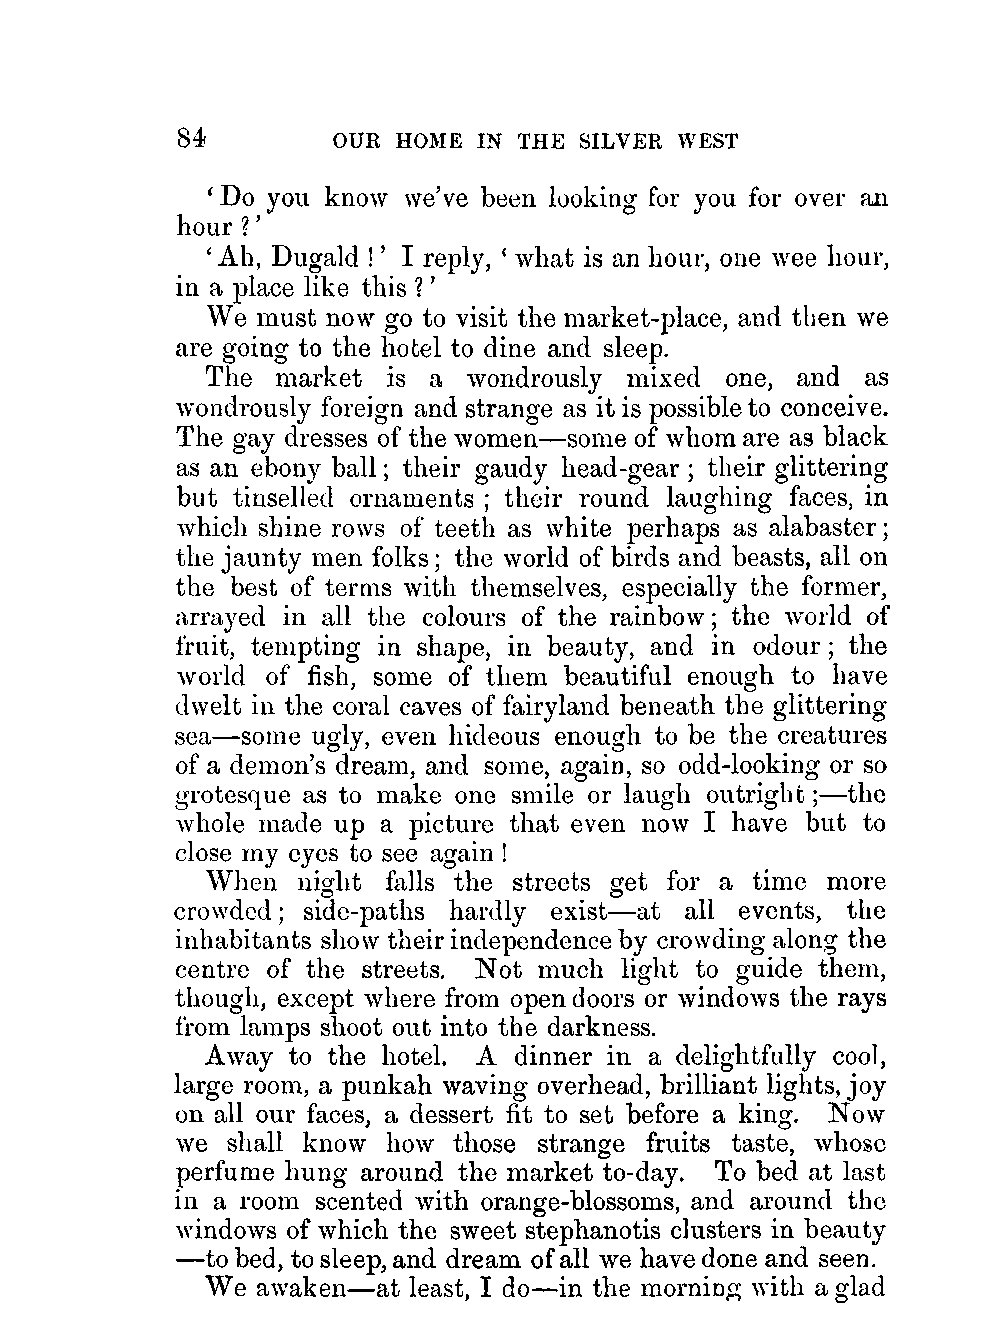 84 OUR HOME IN THE SILVER WEST
‘Do you know we’ve been looking for you for over an
hour ?’
‘Ah, Dugald !’ I reply, ‘what is an hour, one wee hour,
in a place like this ?’
We must now go to visit the market-place, and then we
are going to the hotel to dine and sleep.
The market is a wondrously mixed one, and as
wondrously foreign and strange as it is possible to conceive.
The gay dresses of the women—some of whom are as black
as an ebony ball; their gaudy head-gear ; their glittering
but tinselled ornaments ; their round laughing faces, in
which shine rows of teeth as white perhaps as alabaster;
the jaunty men folks; the world of birds and beasts, all on
the best of terms with themselves, especially the former,
arrayed in all the colours of the rainbow; the world of
fruit, tempting in shape, in beauty, and in odour ; the
world of fish, some of them beautiful enough to have
dwelt in the coral caves of fairyland beneath the glittering
sea—some ugly, even hideous enough to be the creatures
of a demon’s dream, and some, again, so odd-looking or so
grotesque as to make one smile or laugh outright ;—the
whole made up a picture that even now I have but to
close my eyes to see again !
When night falls the streets get for a time more
crowded ; side-paths hardly exist—at all events, the
inhabitants show their independence by crowding along the
centre of the streets. Not much light to guide them,
though, except where from open doors or windows the rays
from lamps shoot out into the darkness.
Away to the hotel. A dinner in a delightfully cool,
large room, a punkah waving overhead, brilliant lights, joy
on all our faces, a dessert fit to set before a king. Now
we shall know how those strange fruits taste, whose
perfume hung around the market to-day. To bed at last
in a room scented with orange-blossoms, and around the
windows of which the sweet stephanotis clusters in beauty
—to bed, to sleep, and dream of all we have done and seen.
We awaken—at least, I do—in the morning with a glad